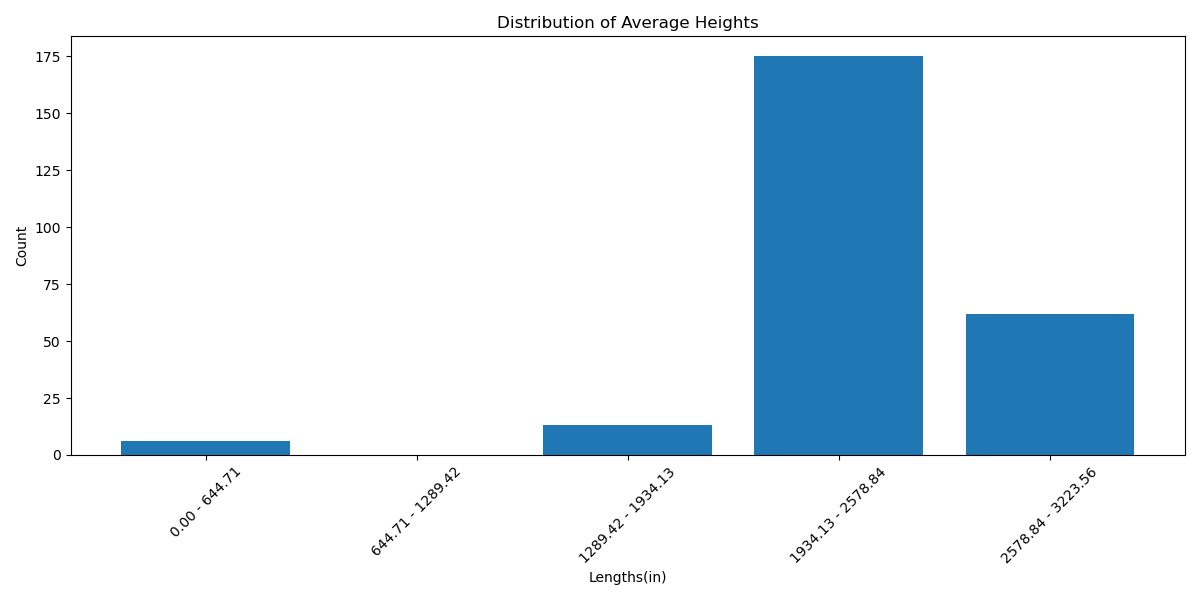 Distribution of Average Heights
175
150
125
100
75
50
25
0
Count
0.00 - 644.71
644.71 - 1289.42
1289.42 - 1934.13
1934.13 - 2578.84
2578.84 - 3223.56
Lengths(in)